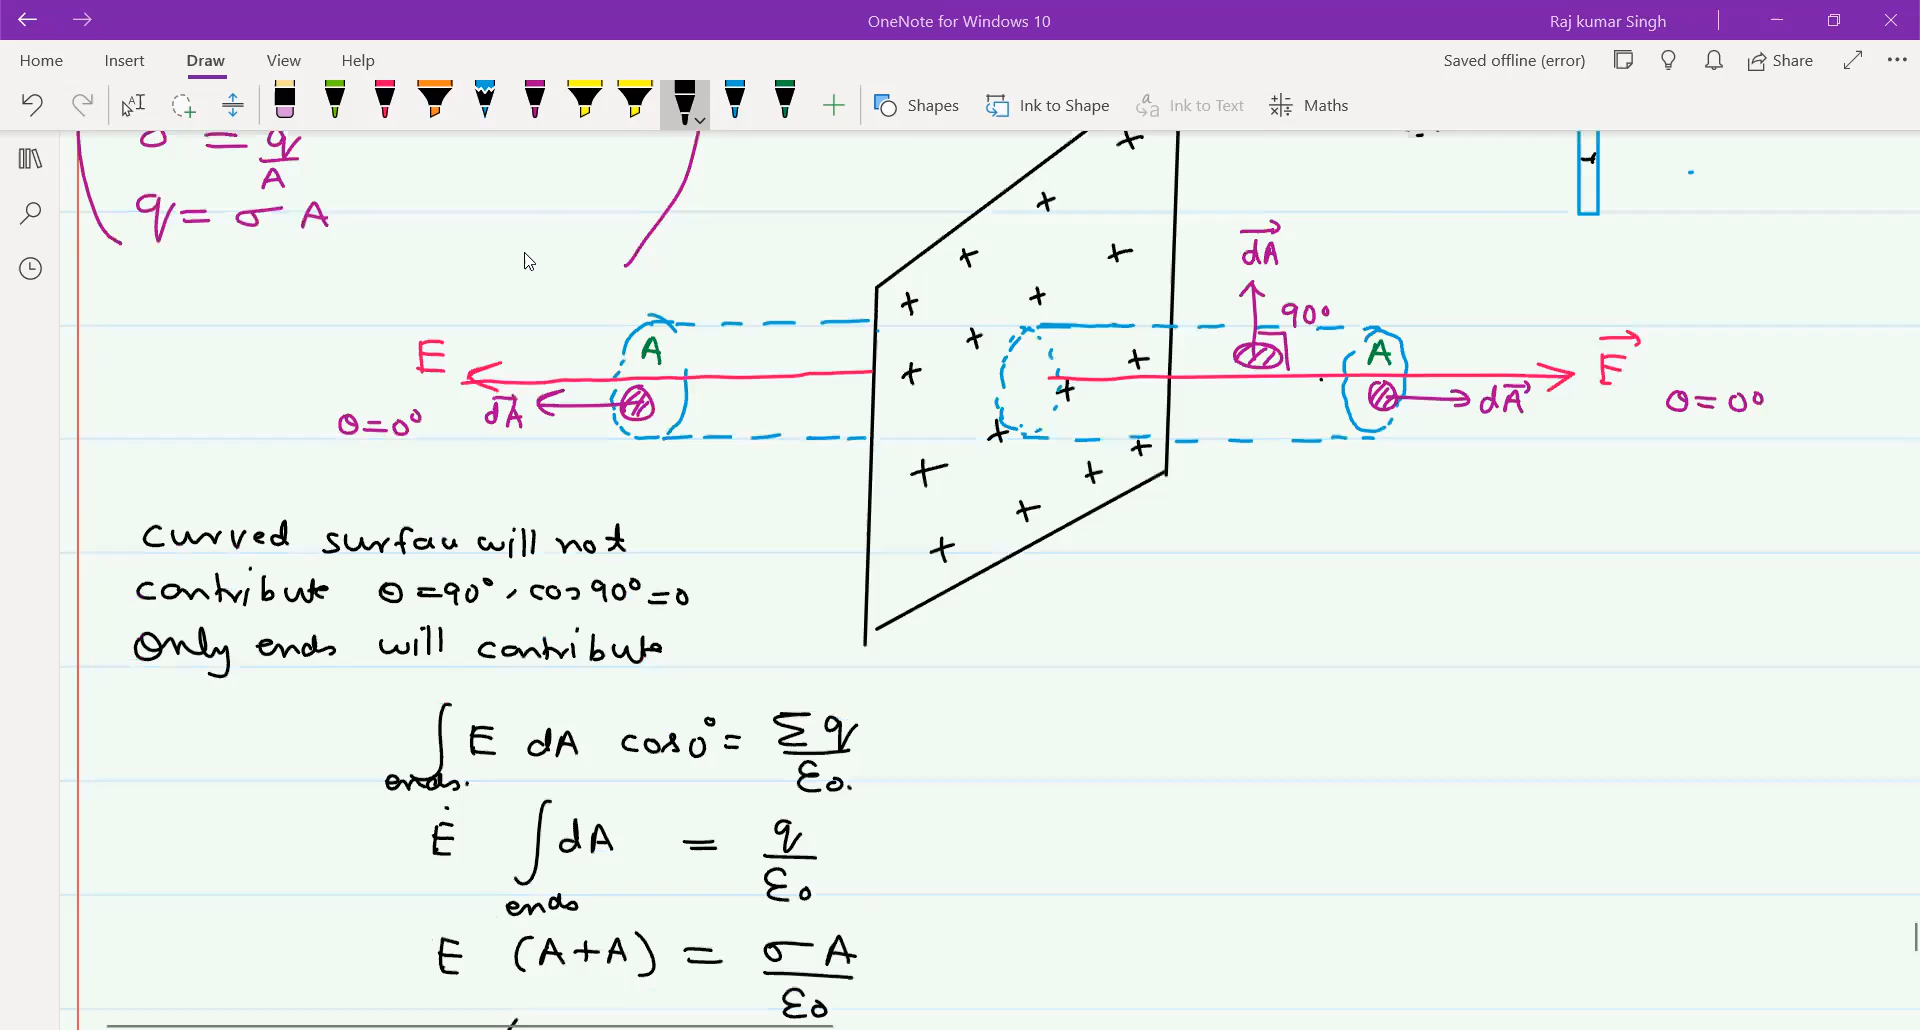 OneNote for Windows 10
Raj kumar Singh
Home Insert Draw View Help
Saved offline (error)
Share
Shapes
Ink to Shape
Ink to Text
Maths
σ = q/A
q = σ A
dA
90°
E
A
A
E
dA
θ = 0°
dA
θ = 0°
curved surfau will not
contribute θ = 90°, cos 90° = 0
Only ends will contribute
∫ends. E dA cos 0° = Σq/ε0.
E ∫ends dA = q/ε0
E (A+A) = σA/ε0